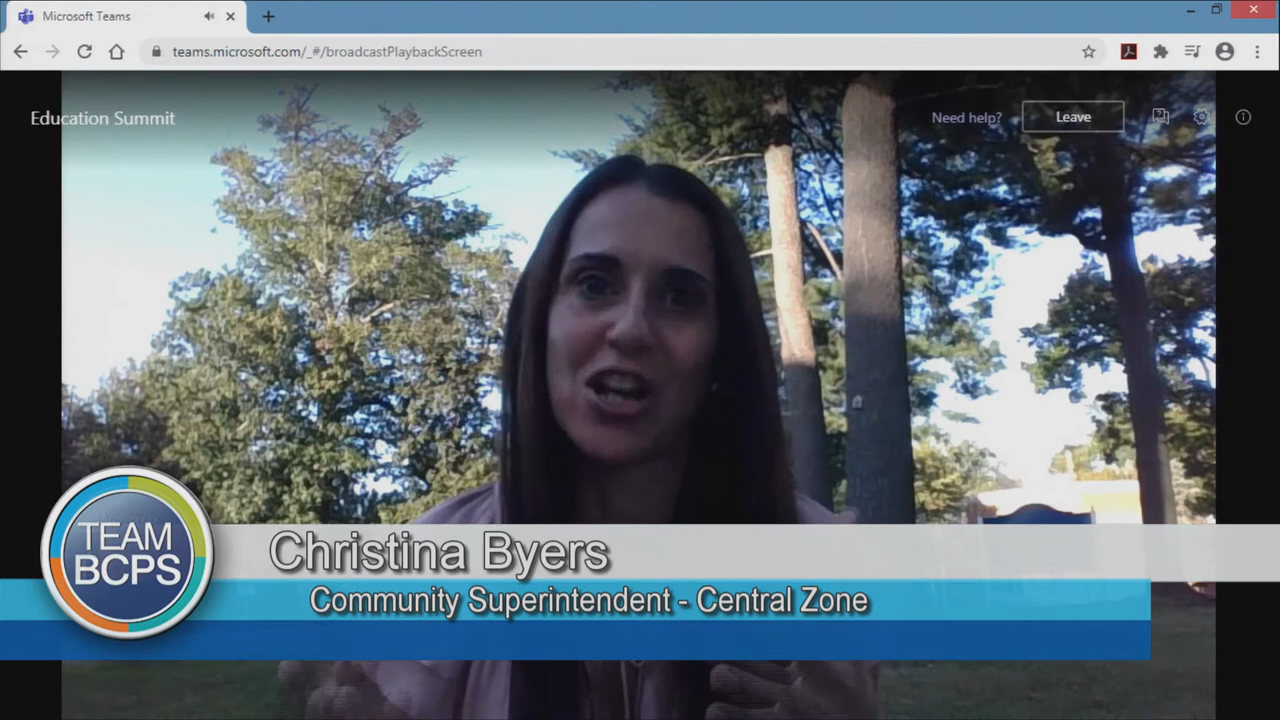 Microsoft Teams
teams.microsoft.com/_#/broadcastPlaybackScreen
Education Summit
Need help?
Leave
TEAM
BCPS
Christina Byers
Community Superintendent - Central Zone